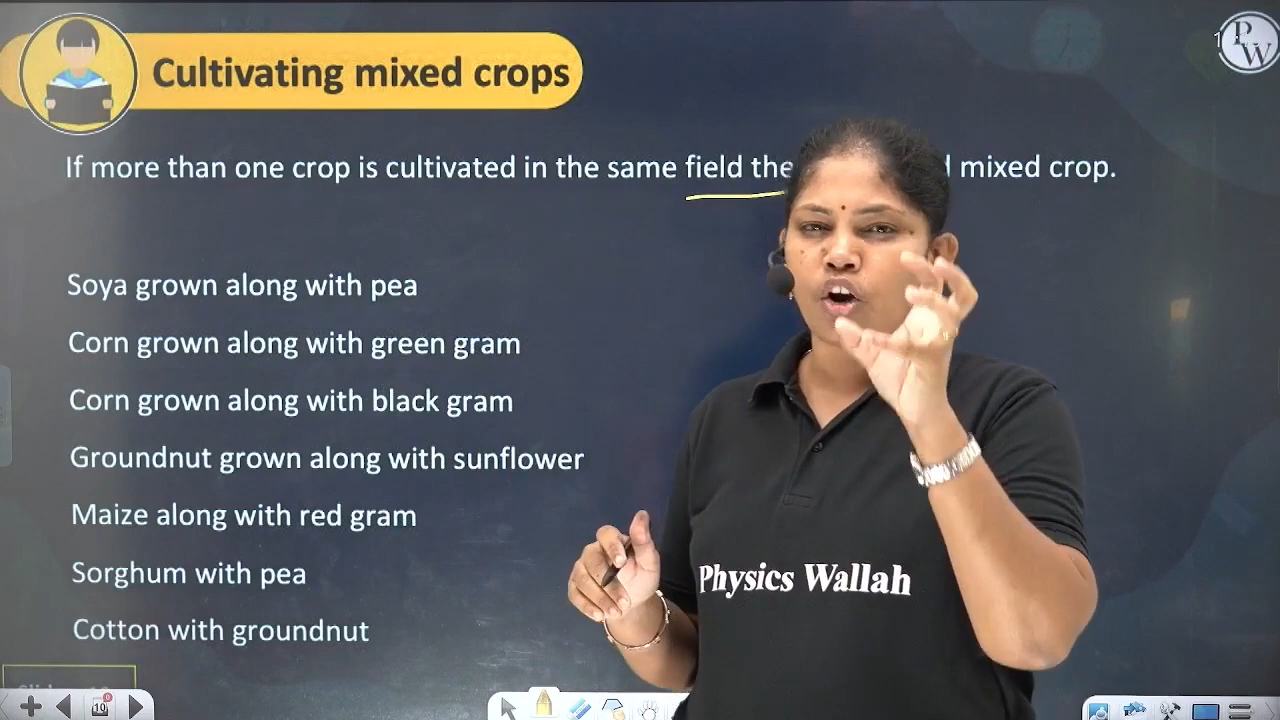 Cultivating mixed crops
PW
If more than one crop is cultivated in the same field the mixed crop.
Soya grown along with pea
Corn grown along with green gram
Corn grown along with black gram
Groundnut grown along with sunflower
Maize along with red gram
Sorghum with pea
Cotton with groundnut
Physics Wallah
10